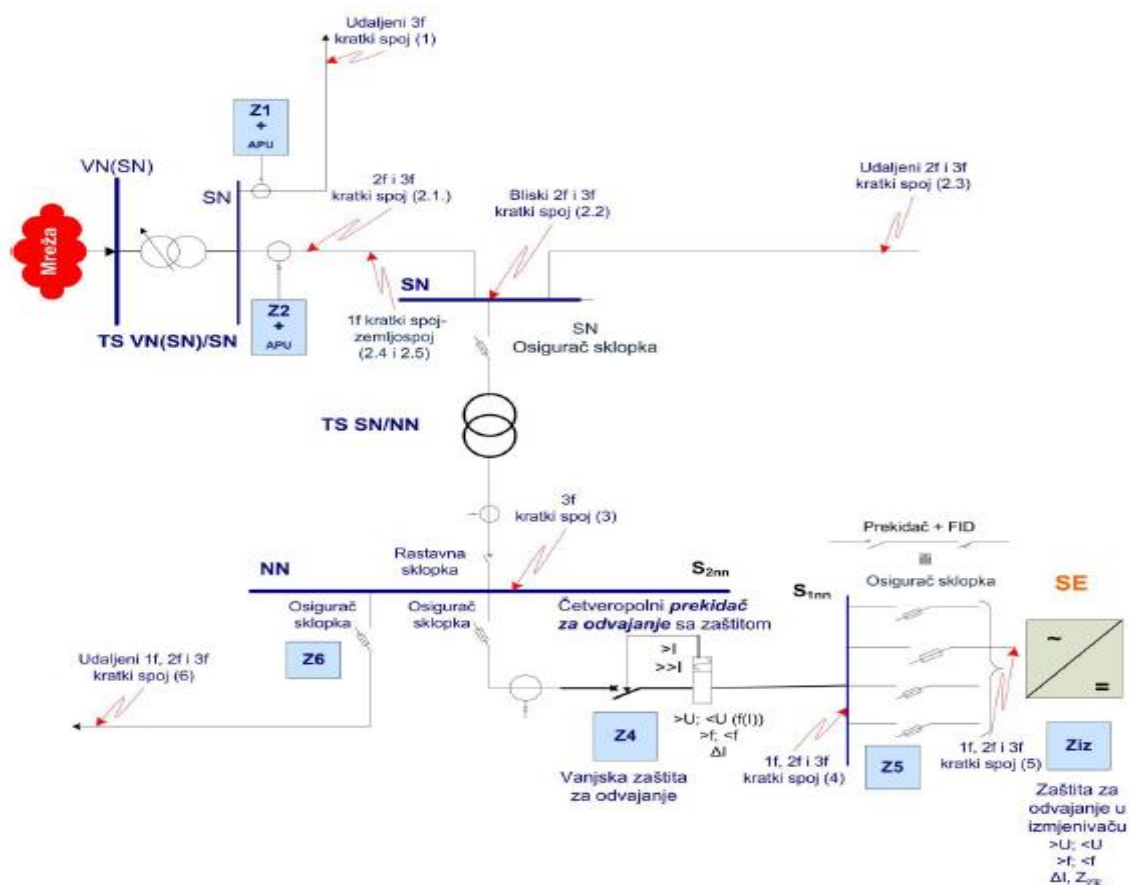 Udaljeni 3f
kratki spoj (1)
Z1
+
APU
VN(SN)
SN
2f i 3f
kratki spoj (2.1.)
Bliski 2f i 3f
kratki spoj (2.2)
Udaljeni 2f i 3f
kratki spoj (2.3)
Mreža
SN
Z2
+
APU
TS VN(SN)/SN
1f kratki spoj-
zemljospoj
(2.4 i 2.5)
SN
Osigurač sklopka
TS SN/NN
3f
kratki spoj (3)
Prekidač + FID
ili
Osigurač sklopka
Rastavna
sklopka
NN
S2nn
S1nn
SE
Osigurač
sklopka
Osigurač
sklopka
Četveropolni prekidač
za odvajanje sa zaštitom
>I
>>I
~
=
Z6
Udaljeni 1f, 2f i 3f
kratki spoj (6)
Z4
>U; <U (f(I))
>f; <f
ΔI
Vanjska zaštita
za odvajanje
1f, 2f i 3f
kratki spoj (4)
Z5
1f, 2f i 3f
kratki spoj (5)
Ziz
Zaštita za
odvajanje u
izmjenivaču
>U; <U
>f; <f
ΔI,